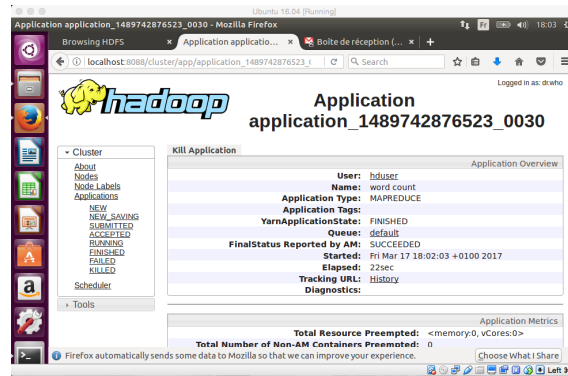 Ubuntu 16.04 [Running]
Application application_1489742876523_0030 - Mozilla Firefox
Fr
18:03
Browsing HDFS
Application applicatio...
Boîte de réception (...
localhost:8088/cluster/app/application_1489742876523_(
Search
Logged in as: dr.who
hadoop
Application
application_1489742876523_0030
Cluster
About
Nodes
Node Labels
Applications
NEW
NEW_SAVING
SUBMITTED
ACCEPTED
RUNNING
FINISHED
FAILED
KILLED
Scheduler
Tools
Kill Application
Application Overview
User: hduser
Name: word count
Application Type: MAPREDUCE
Application Tags:
YarnApplicationState: FINISHED
Queue: default
FinalStatus Reported by AM: SUCCEEDED
Started: Fri Mar 17 18:02:03 +0100 2017
Elapsed: 22sec
Tracking URL: History
Diagnostics:
Application Metrics
Total Resource Preempted: <memory:0, vCores:0>
Total Number of Non-AM Containers Preempted: 0
Firefox automatically sends some data to Mozilla so that we can improve your experience.
Choose What I Share
Left